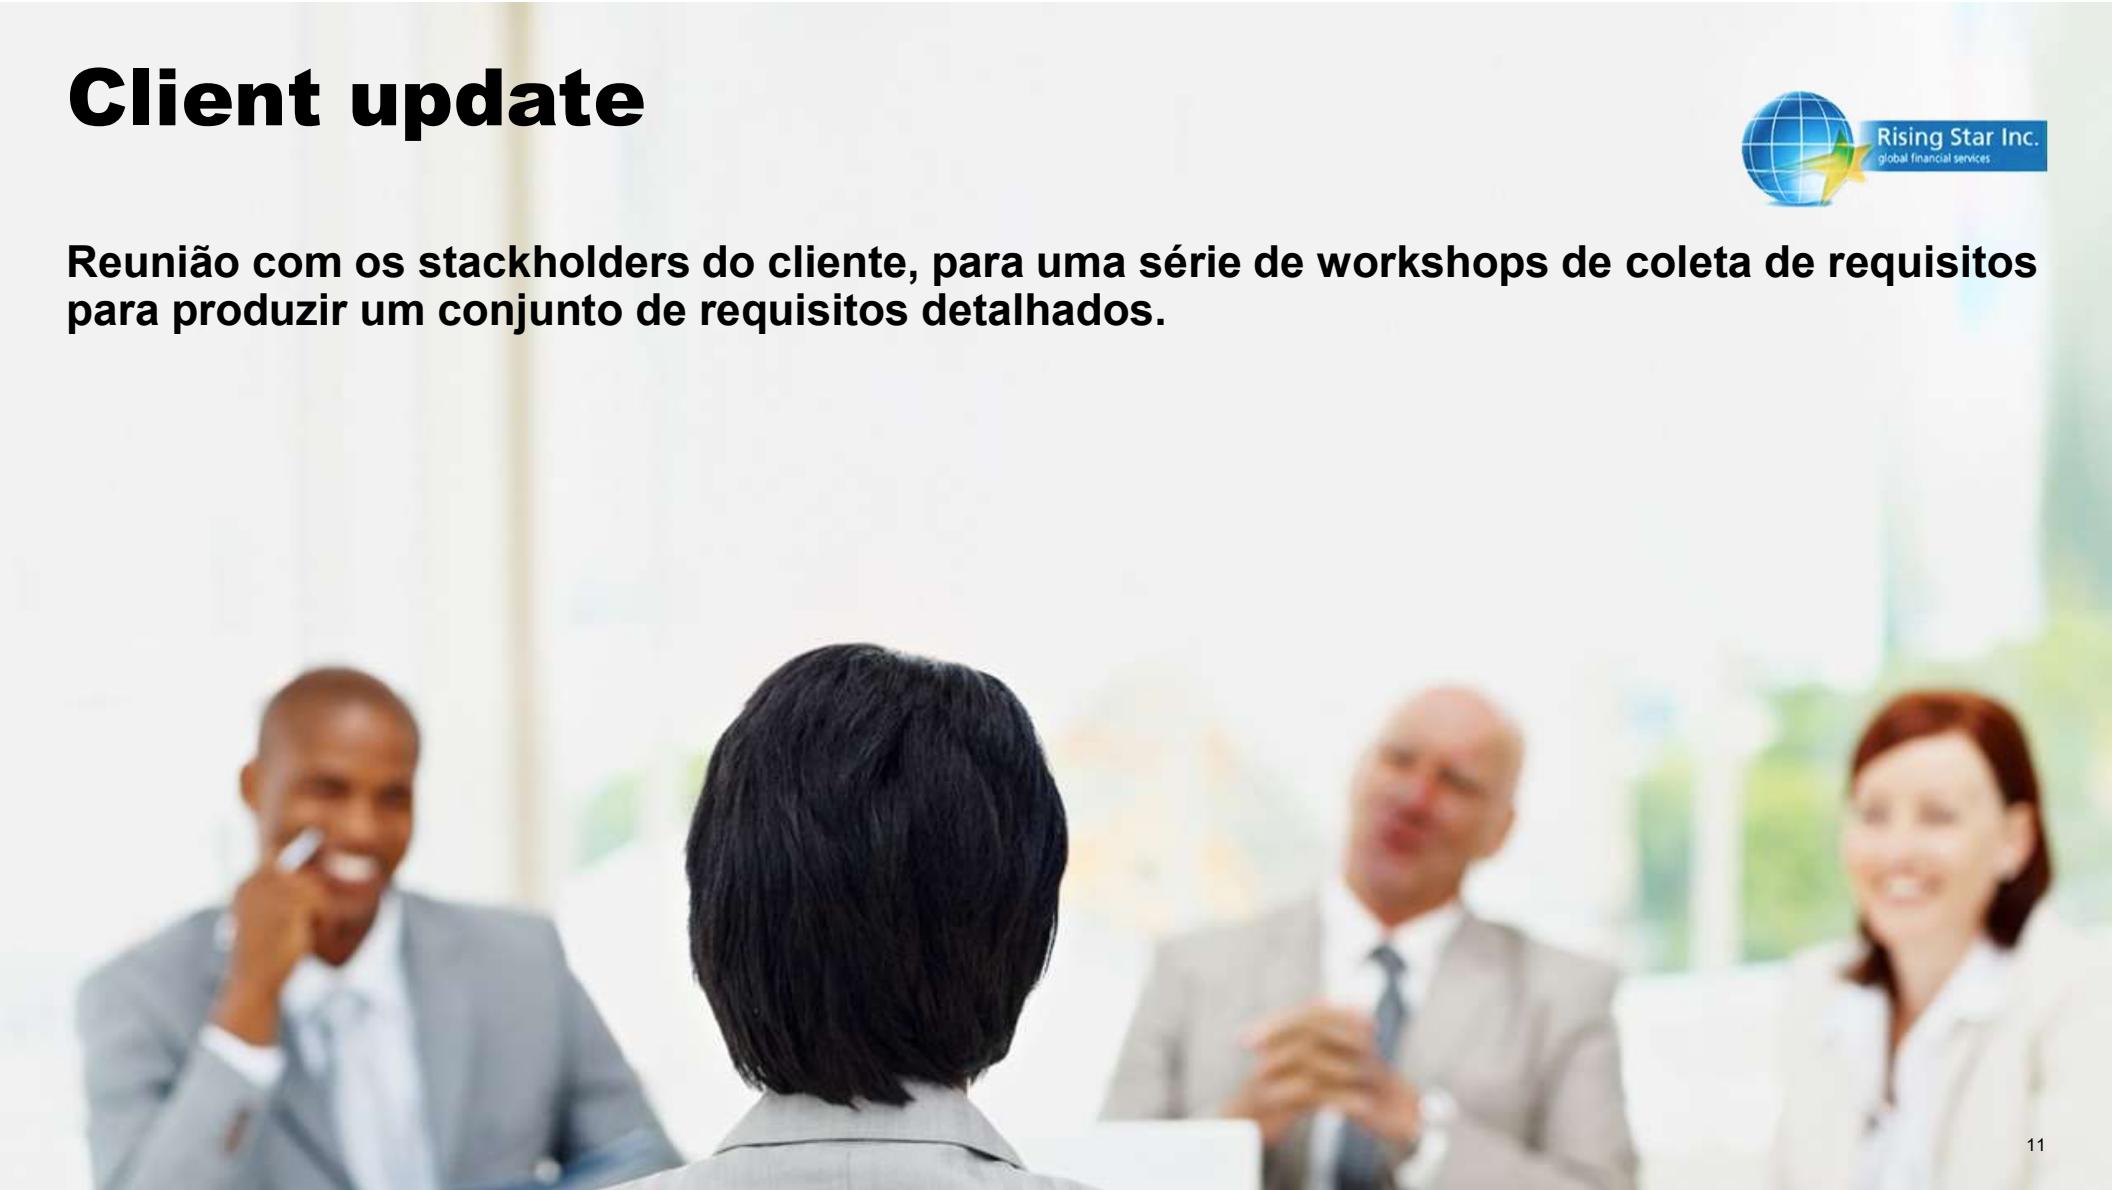 Client update
Rising Star Inc.
global financial services
Reunião com os stackholders do cliente, para uma série de workshops de coleta de requisitos
para produzir um conjunto de requisitos detalhados.
11